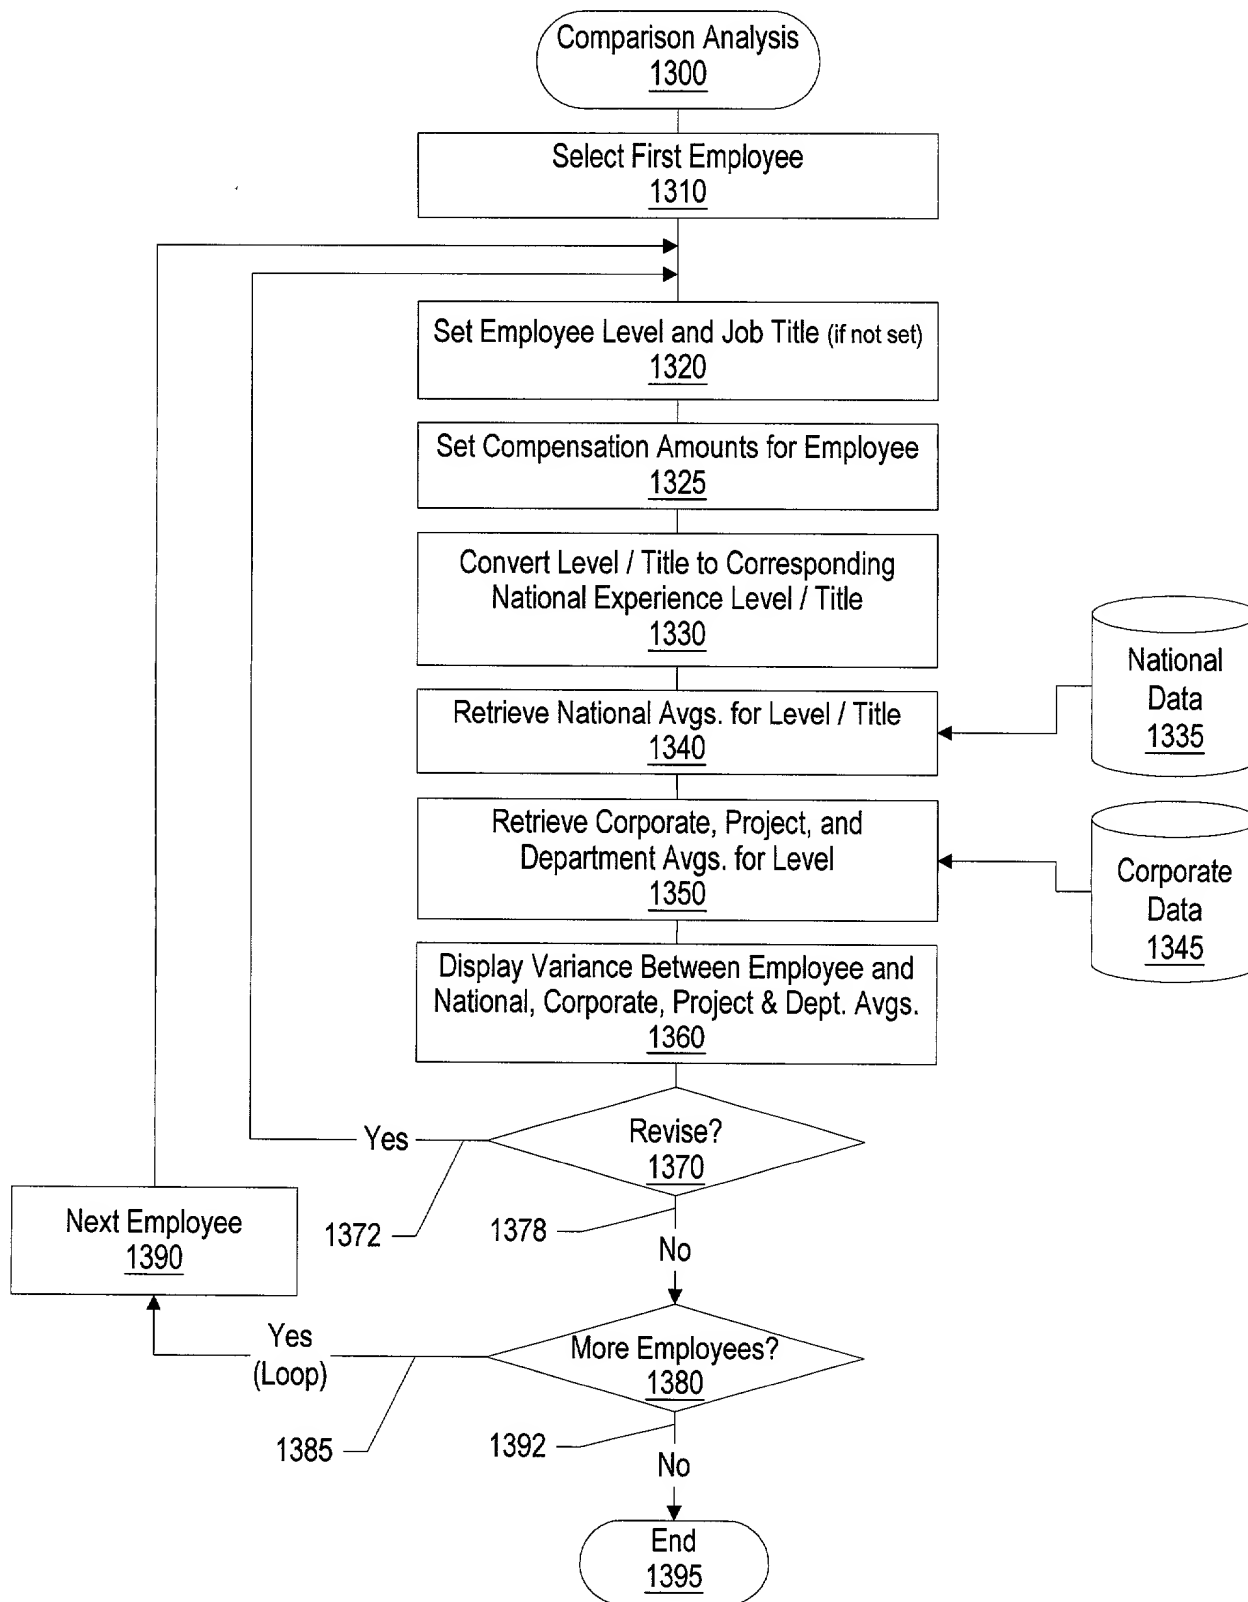 Comparison Analysis
1300
Select First Employee
1310
Set Employee Level and Job Title (if not set)
1320
Set Compensation Amounts for Employee
1325
Convert Level / Title to Corresponding
National Experience Level / Title
1330
National
Data
1335
Retrieve National Avgs. for Level / Title
1340
Retrieve Corporate, Project, and
Department Avgs. for Level
1350
Corporate
Data
1345
Display Variance Between Employee and
National, Corporate, Project & Dept. Avgs.
1360
Revise?
1370
Yes
1372
1378
No
Next Employee
1390
More Employees?
1380
Yes
(Loop)
1385
1392
No
End
1395